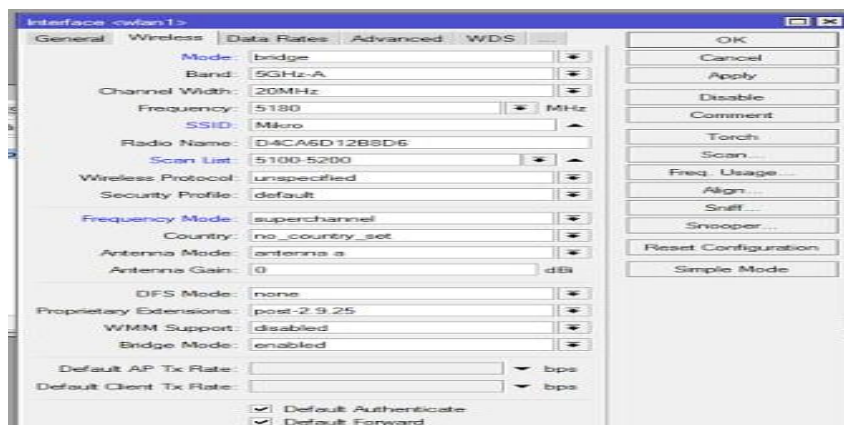 Interface <wlan1>
General Wireless Data Rates Advanced WDS ...
Mode: bridge
Band: 5GHz-A
Channel Width: 20MHz
Frequency: 5180 MHz
SSID: Mikro
Radio Name: D4CA6D12B8D6
Scan List: 5100-5200
Wireless Protocol: unspecified
Security Profile: default
Frequency Mode: superchannel
Country: no_country_set
Antenna Mode: antenna a
Antenna Gain: 0 dBi
DFS Mode: none
Proprietary Extensions: post-2.9.25
WMM Support: disabled
Bridge Mode: enabled
Default AP Tx Rate: bps
Default Client Tx Rate: bps
Default Authenticate
Default Forward
OK
Cancel
Apply
Disable
Comment
Torch
Scan...
Freq. Usage...
Align...
Sniff...
Snooper...
Reset Configuration
Simple Mode